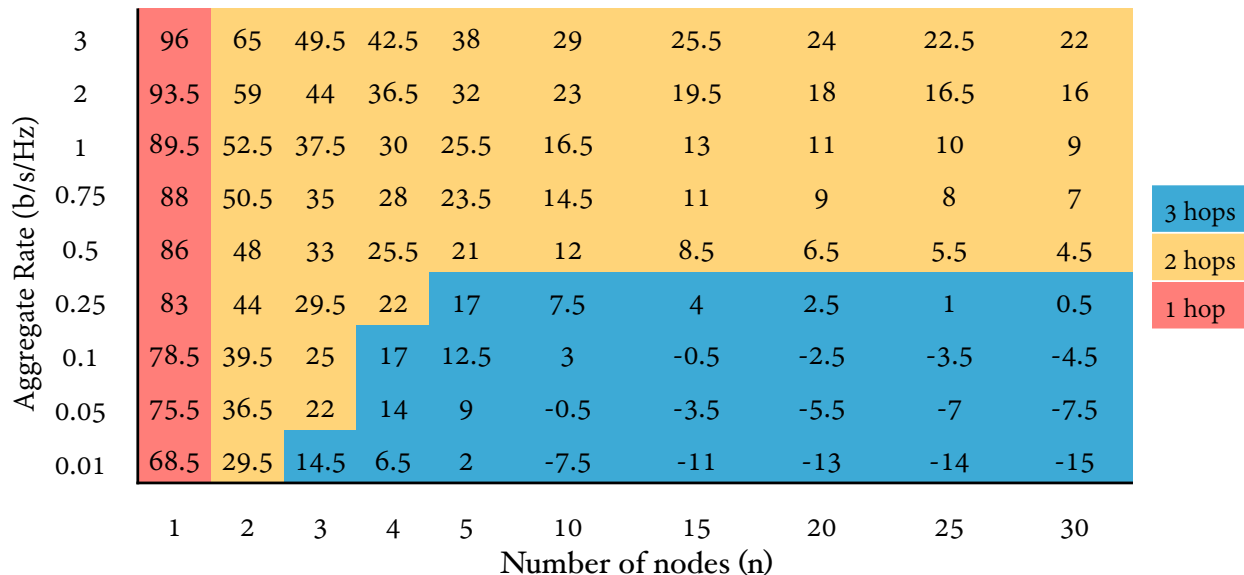 3 96 65 49.5 42.5 38 29 25.5 24 22.5 22
2 93.5 59 44 36.5 32 23 19.5 18 16.5 16
1 89.5 52.5 37.5 30 25.5 16.5 13 11 10 9
0.75 88 50.5 35 28 23.5 14.5 11 9 8 7
0.5 86 48 33 25.5 21 12 8.5 6.5 5.5 4.5
0.25 83 44 29.5 22 17 7.5 4 2.5 1 0.5
0.1 78.5 39.5 25 17 12.5 3 -0.5 -2.5 -3.5 -4.5
0.05 75.5 36.5 22 14 9 -0.5 -3.5 -5.5 -7 -7.5
0.01 68.5 29.5 14.5 6.5 2 -7.5 -11 -13 -14 -15
1 2 3 4 5 10 15 20 25 30
Number of nodes (n)
Aggregate Rate (b/s/Hz)
3 hops
2 hops
1 hop